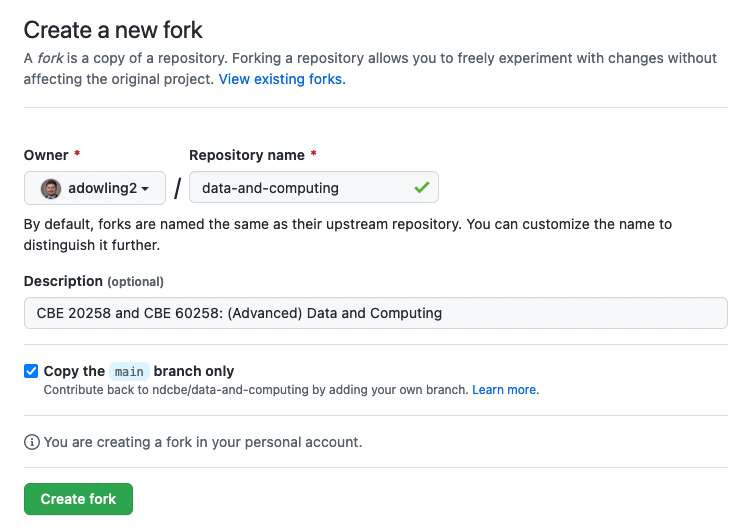 Create a new fork
A fork is a copy of a repository. Forking a repository allows you to freely experiment with changes without
affecting the original project. View existing forks.
Owner *
Repository name *
adowling2
/
data-and-computing
By default, forks are named the same as their upstream repository. You can customize the name to
distinguish it further.
Description (optional)
CBE 20258 and CBE 60258: (Advanced) Data and Computing
Copy the main branch only
Contribute back to ndcbe/data-and-computing by adding your own branch. Learn more.
You are creating a fork in your personal account.
Create fork